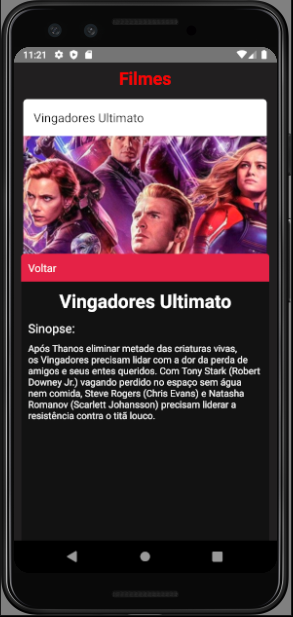 11:21
Filmes
Vingadores Ultimato
Voltar
Vingadores Ultimato
Sinopse:
Após Thanos eliminar metade das criaturas vivas,
os Vingadores precisam lidar com a dor da perda de
amigos e seus entes queridos. Com Tony Stark (Robert
Downey Jr.) vagando perdido no espaço sem água
nem comida, Steve Rogers (Chris Evans) e Natasha
Romanov (Scarlett Johansson) precisam liderar a
resistência contra o titã louco.